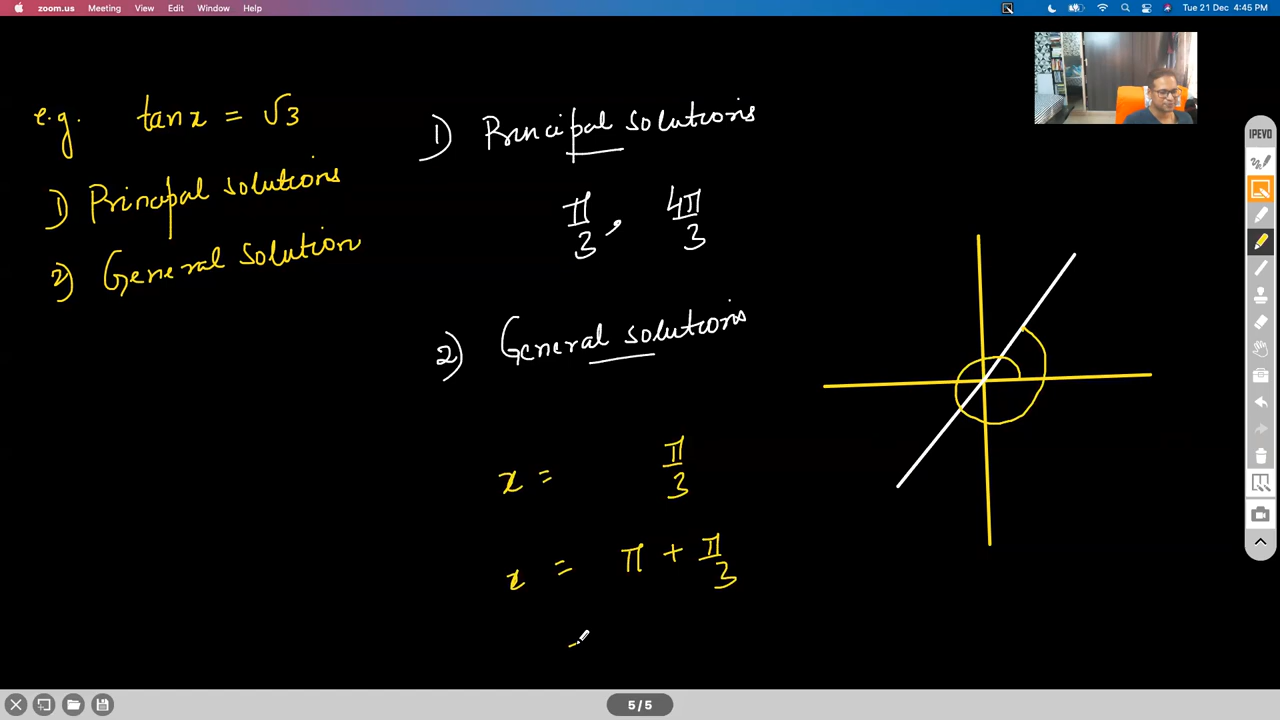 zoom.us Meeting View Edit Window Help Tue 21 Dec 4:45 PM
e.g. tanx = √3
1) Principal solutions
2) General solution
1) Principal solutions
π/3, 4π/3
2) General solutions
x = π/3
x = π + π/3
IPEVO
5/5